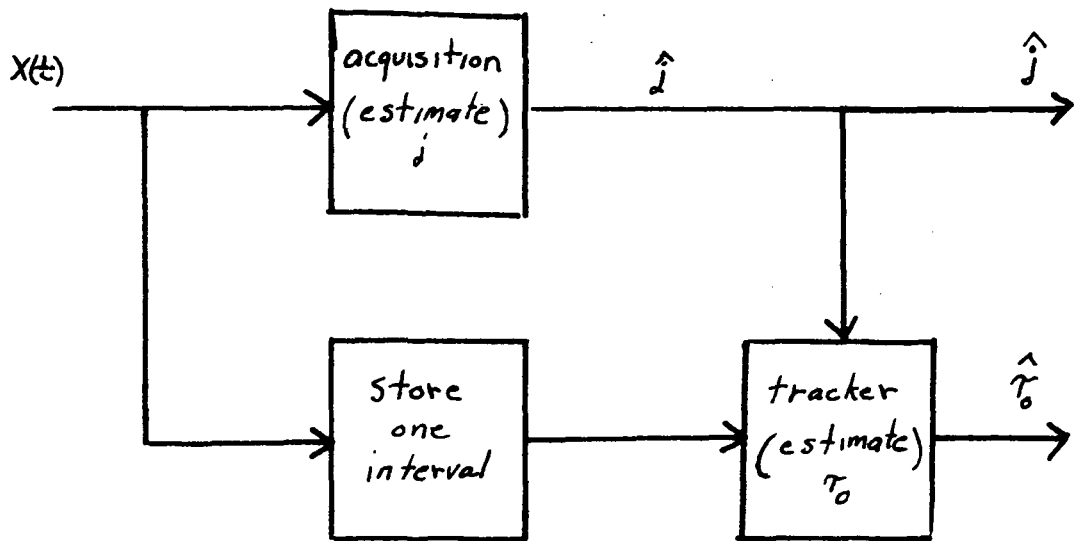 X(t)
acquisition
(estimate)
j
ĵ
ĵ
store
one
interval
tracker
(estimate)
τ₀
τ̂₀